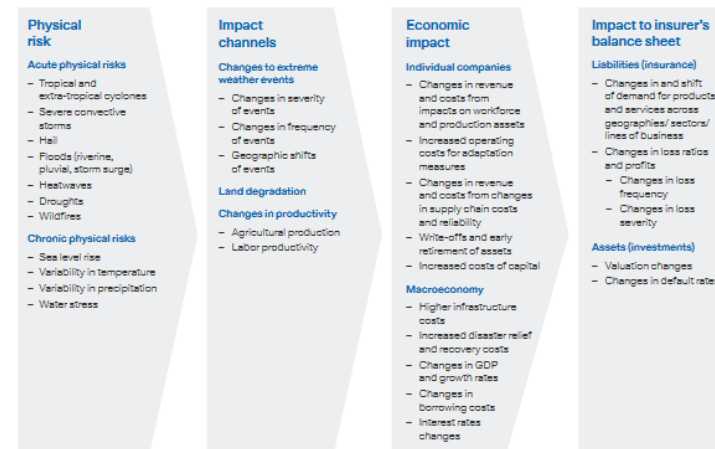 Physical
risk
Acute physical risks
– Tropical and
extra-tropical cyclones
– Severe convective
storms
– Hail
– Floods (riverine,
pluvial, storm surge)
– Heatwaves
– Droughts
– Wildfires
Chronic physical risks
– Sea level rise
– Variability in temperature
– Variability in precipitation
– Water stress
Impact
channels
Changes to extreme
weather events
– Changes in severity
of events
– Changes in frequency
of events
– Geographic shifts
of events
Land degradation
Changes in productivity
– Agricultural production
– Labor productivity
Economic
impact
Individual companies
– Changes in revenue
and costs from
impacts on workforce
and production assets
– Increased operating
costs for adaptation
measures
– Changes in revenue
and costs from changes
in supply chain costs
and reliability
– Write-offs and early
retirement of assets
– Increased costs of capital
Macroeconomy
– Higher infrastructure
costs
– Increased disaster relief
and recovery costs
– Changes in GDP
and growth rates
– Changes in
borrowing costs
– Interest rates
changes
Impact to insurer's
balance sheet
Liabilities (insurance)
– Changes in and shift
of demand for products
and services across
geographies/ sectors/
lines of business
– Changes in loss ratios
and profits
– Changes in loss
frequency
– Changes in loss
severity
Assets (investments)
– Valuation changes
– Changes in default rates